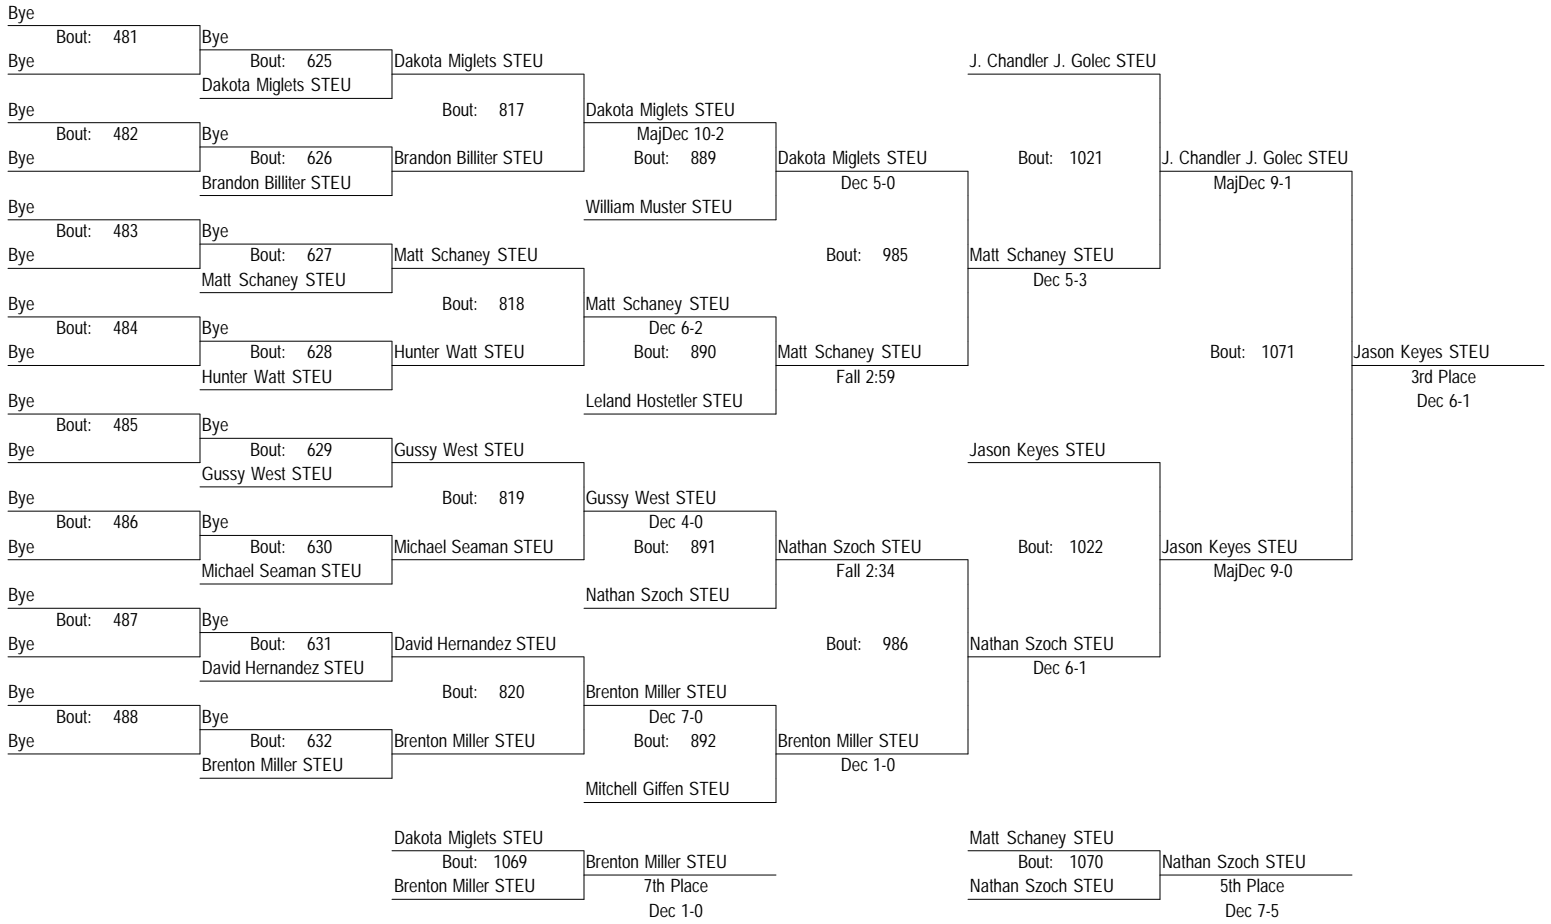 Bye
Bout: 481 Bye
Bye Bout: 625 Dakota Miglets STEU J. Chandler J. Golec STEU
Dakota Miglets STEU
Bye Bout: 817 Dakota Miglets STEU
Bout: 482 Bye MajDec 10-2
Bye Bout: 626 Brandon Billiter STEU Bout: 889 Dakota Miglets STEU Bout: 1021 J. Chandler J. Golec STEU
Brandon Billiter STEU Dec 5-0 MajDec 9-1
Bye William Muster STEU
Bout: 483 Bye
Bye Bout: 627 Matt Schaney STEU Bout: 985 Matt Schaney STEU
Matt Schaney STEU Dec 5-3
Bye Bout: 818 Matt Schaney STEU
Bout: 484 Bye Dec 6-2
Bye Bout: 628 Hunter Watt STEU Bout: 890 Matt Schaney STEU Bout: 1071 Jason Keyes STEU
Hunter Watt STEU Fall 2:59 3rd Place
Bye Leland Hostetler STEU Dec 6-1
Bout: 485 Bye
Bye Bout: 629 Gussy West STEU Jason Keyes STEU
Gussy West STEU
Bye Bout: 819 Gussy West STEU
Bout: 486 Bye Dec 4-0
Bye Bout: 630 Michael Seaman STEU Bout: 891 Nathan Szoch STEU Bout: 1022 Jason Keyes STEU
Michael Seaman STEU Fall 2:34 MajDec 9-0
Bye Nathan Szoch STEU
Bout: 487 Bye
Bye Bout: 631 David Hernandez STEU Bout: 986 Nathan Szoch STEU
David Hernandez STEU Dec 6-1
Bye Bout: 820 Brenton Miller STEU
Bout: 488 Bye Dec 7-0
Bye Bout: 632 Brenton Miller STEU Bout: 892 Brenton Miller STEU
Brenton Miller STEU Dec 1-0
Mitchell Giffen STEU
Dakota Miglets STEU Matt Schaney STEU
Bout: 1069 Brenton Miller STEU Bout: 1070 Nathan Szoch STEU
Brenton Miller STEU 7th Place Nathan Szoch STEU 5th Place
Dec 1-0 Dec 7-5